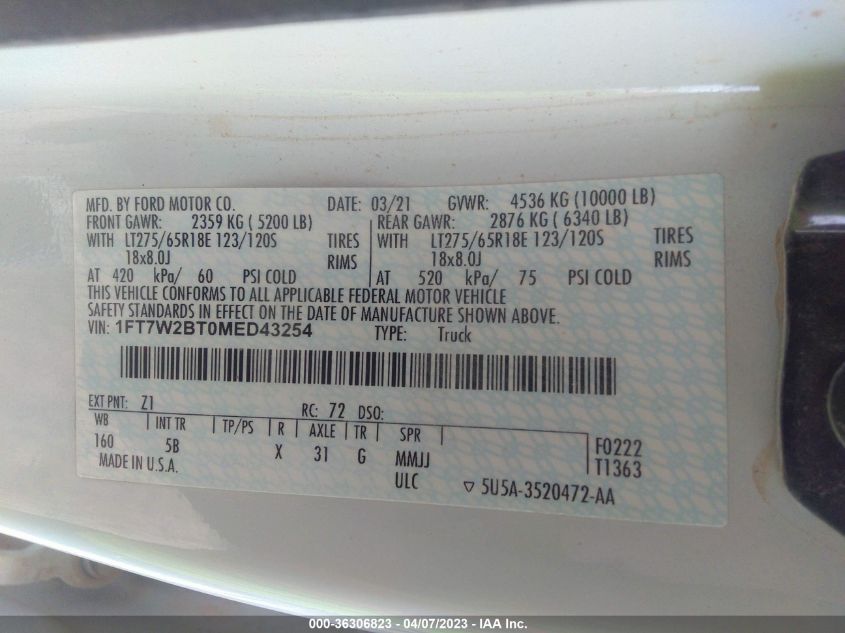 MFD. BY FORD MOTOR CO. DATE: 03/21 GVWR: 4536 KG (10000 LB)
FRONT GAWR: 2359 KG ( 5200 LB) REAR GAWR: 2876 KG ( 6340 LB)
WITH LT275/65R18E 123/120S TIRES WITH LT275/65R18E 123/120S TIRES
18x8.0J RIMS 18x8.0J RIMS
AT 420 kPa/ 60 PSI COLD AT 520 kPa/ 75 PSI COLD
THIS VEHICLE CONFORMS TO ALL APPLICABLE FEDERAL MOTOR VEHICLE
SAFETY STANDARDS IN EFFECT ON THE DATE OF MANUFACTURE SHOWN ABOVE.
VIN: 1FT7W2BT0MED43254 TYPE: Truck
EXT PNT: Z1 RC: 72 DSO:
WB INT TR TP/PS R AXLE TR SPR F0222
160 5B X 31 G MMJJ T1363
MADE IN U.S.A. ULC 5U5A-3520472-AA
000-36306823 - 04/07/2023 - IAA Inc.